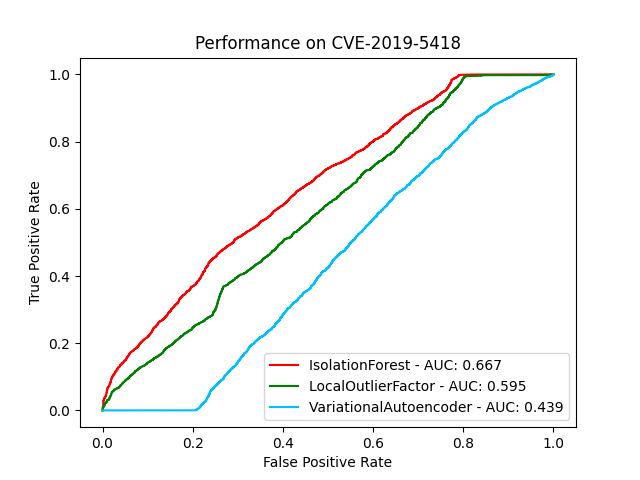 Performance on CVE-2019-5418
1.0
0.8
0.6
0.4
0.2
0.0
True Positive Rate
IsolationForest - AUC: 0.667
LocalOutlierFactor - AUC: 0.595
VariationalAutoencoder - AUC: 0.439
0.0 0.2 0.4 0.6 0.8 1.0
False Positive Rate